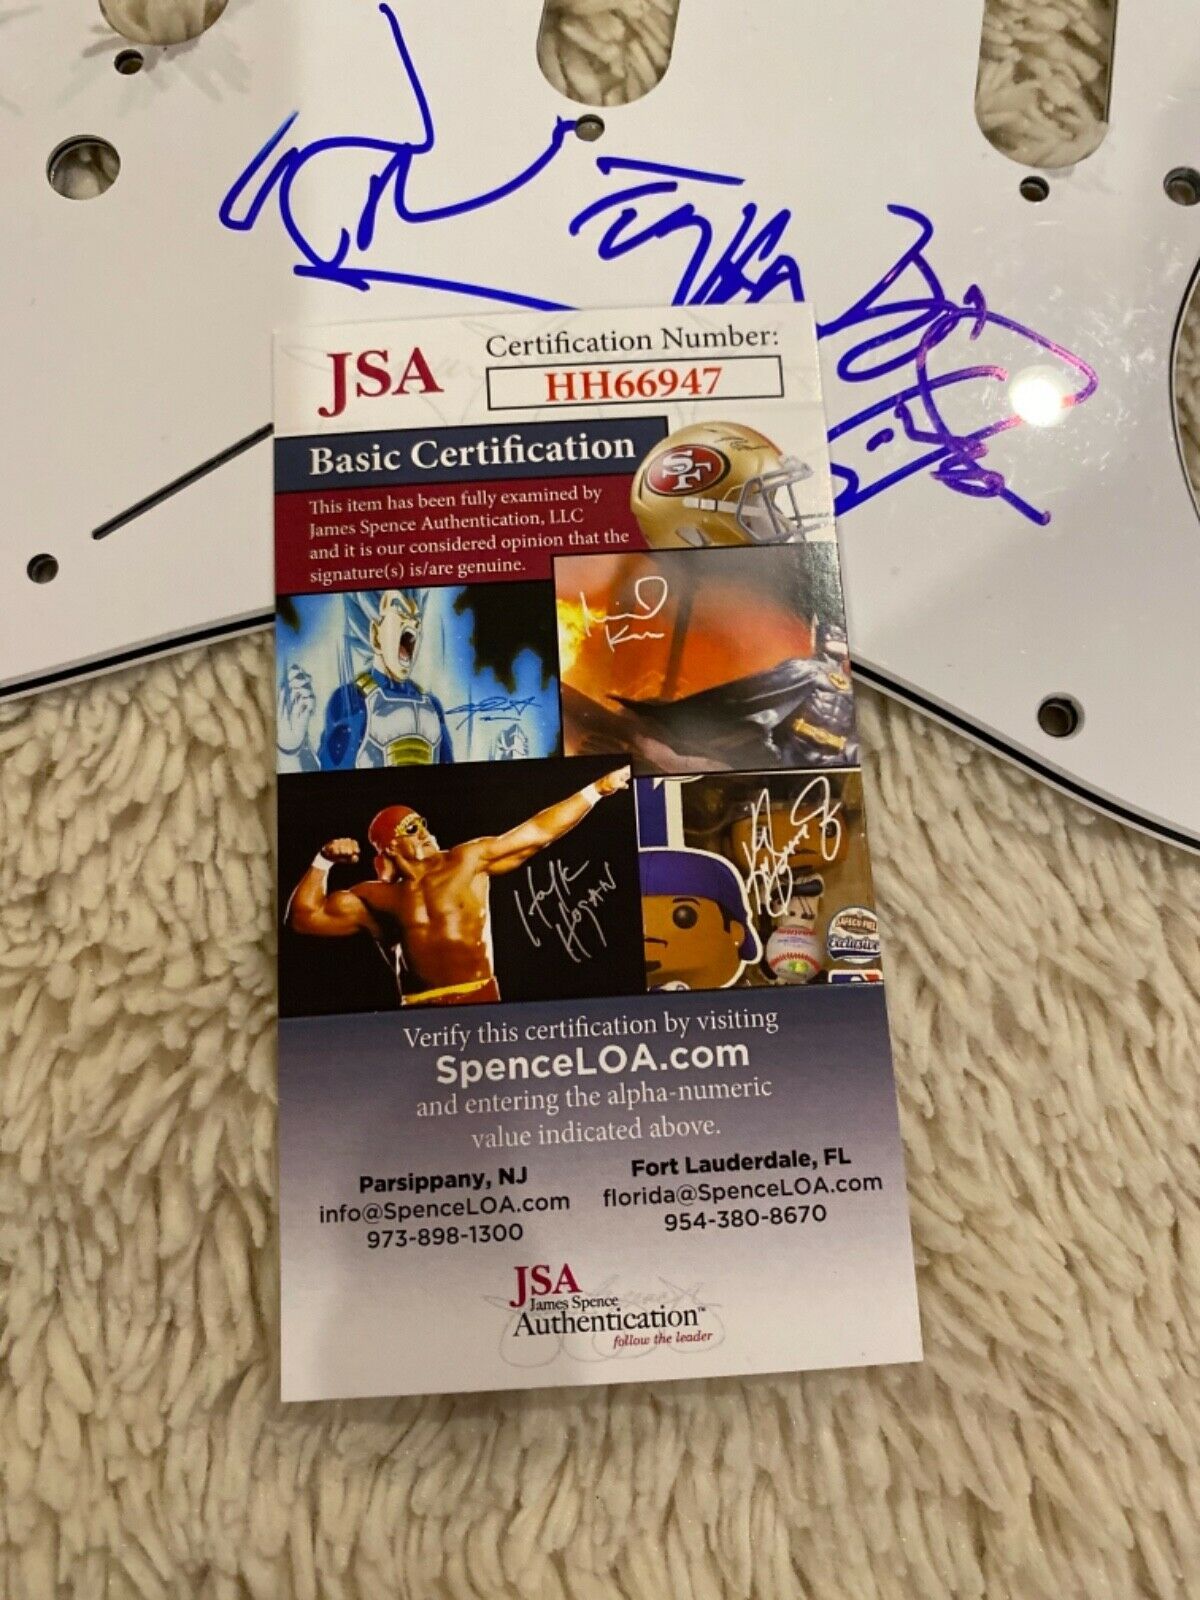 JSA
Certification Number:
HH66947
Basic Certification
This item has been fully examined by
James Spence Authentication, LLC
and it is our considered opinion that the
signature(s) is/are genuine.
SF
Hulk
HOGAN
Exclusive
Verify this certification by visiting
SpenceLOA.com
and entering the alpha-numeric
value indicated above.
Parsippany, NJ
info@SpenceLOA.com
973-898-1300
Fort Lauderdale, FL
florida@SpenceLOA.com
954-380-8670
JSA
James Spence
Authentication™
follow the leader